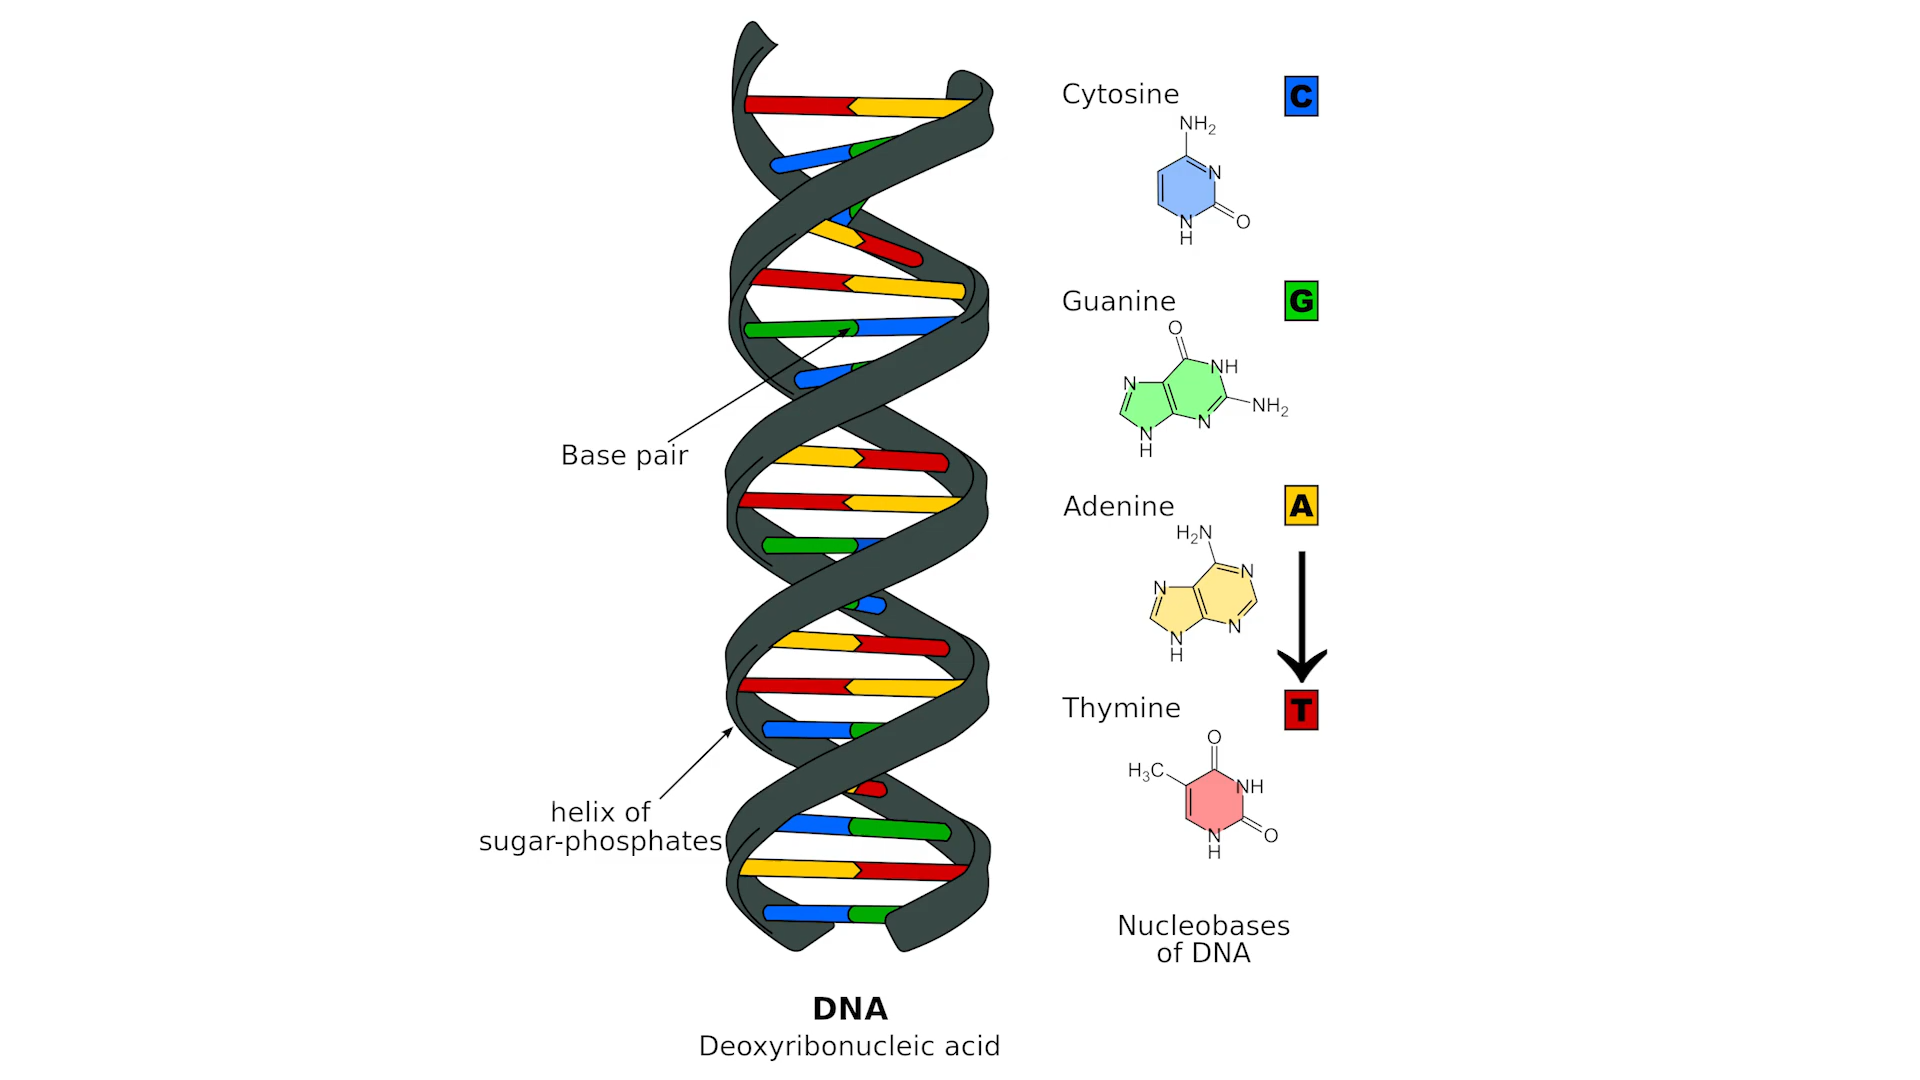 Cytosine
C
NH2
N
N
H
O
Guanine
G
O
NH
N
NH2
N
N
H
Adenine
A
H2N
N
N
N
N
H
Thymine
T
O
H3C
NH
N
H
O
Base pair
helix of
sugar-phosphates
Nucleobases
of DNA
DNA
Deoxyribonucleic acid